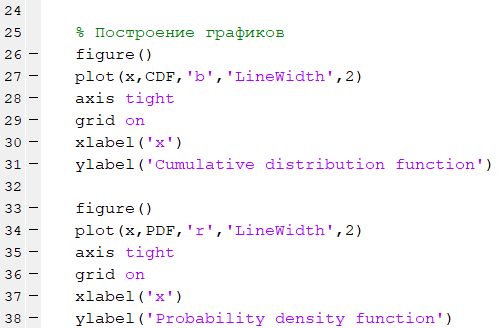 24
25 % Построение графиков
26 — figure()
27 — plot(x,CDF,'b','LineWidth',2)
28 — axis tight
29 — grid on
30 — xlabel('x')
31 — ylabel('Cumulative distribution function')
32
33 — figure()
34 — plot(x,PDF,'r','LineWidth',2)
35 — axis tight
36 — grid on
37 — xlabel('x')
38 — ylabel('Probability density function')